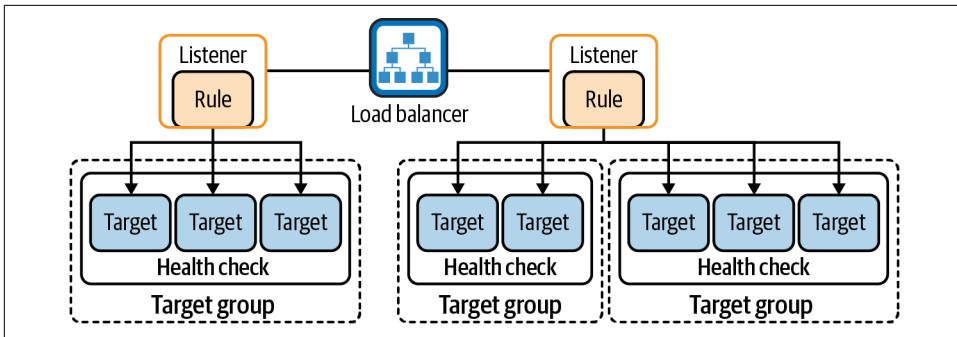 Listener
Rule
Load balancer
Listener
Rule
Target Target Target
Health check
Target group
Target Target
Health check
Target group
Target Target Target
Health check
Target group